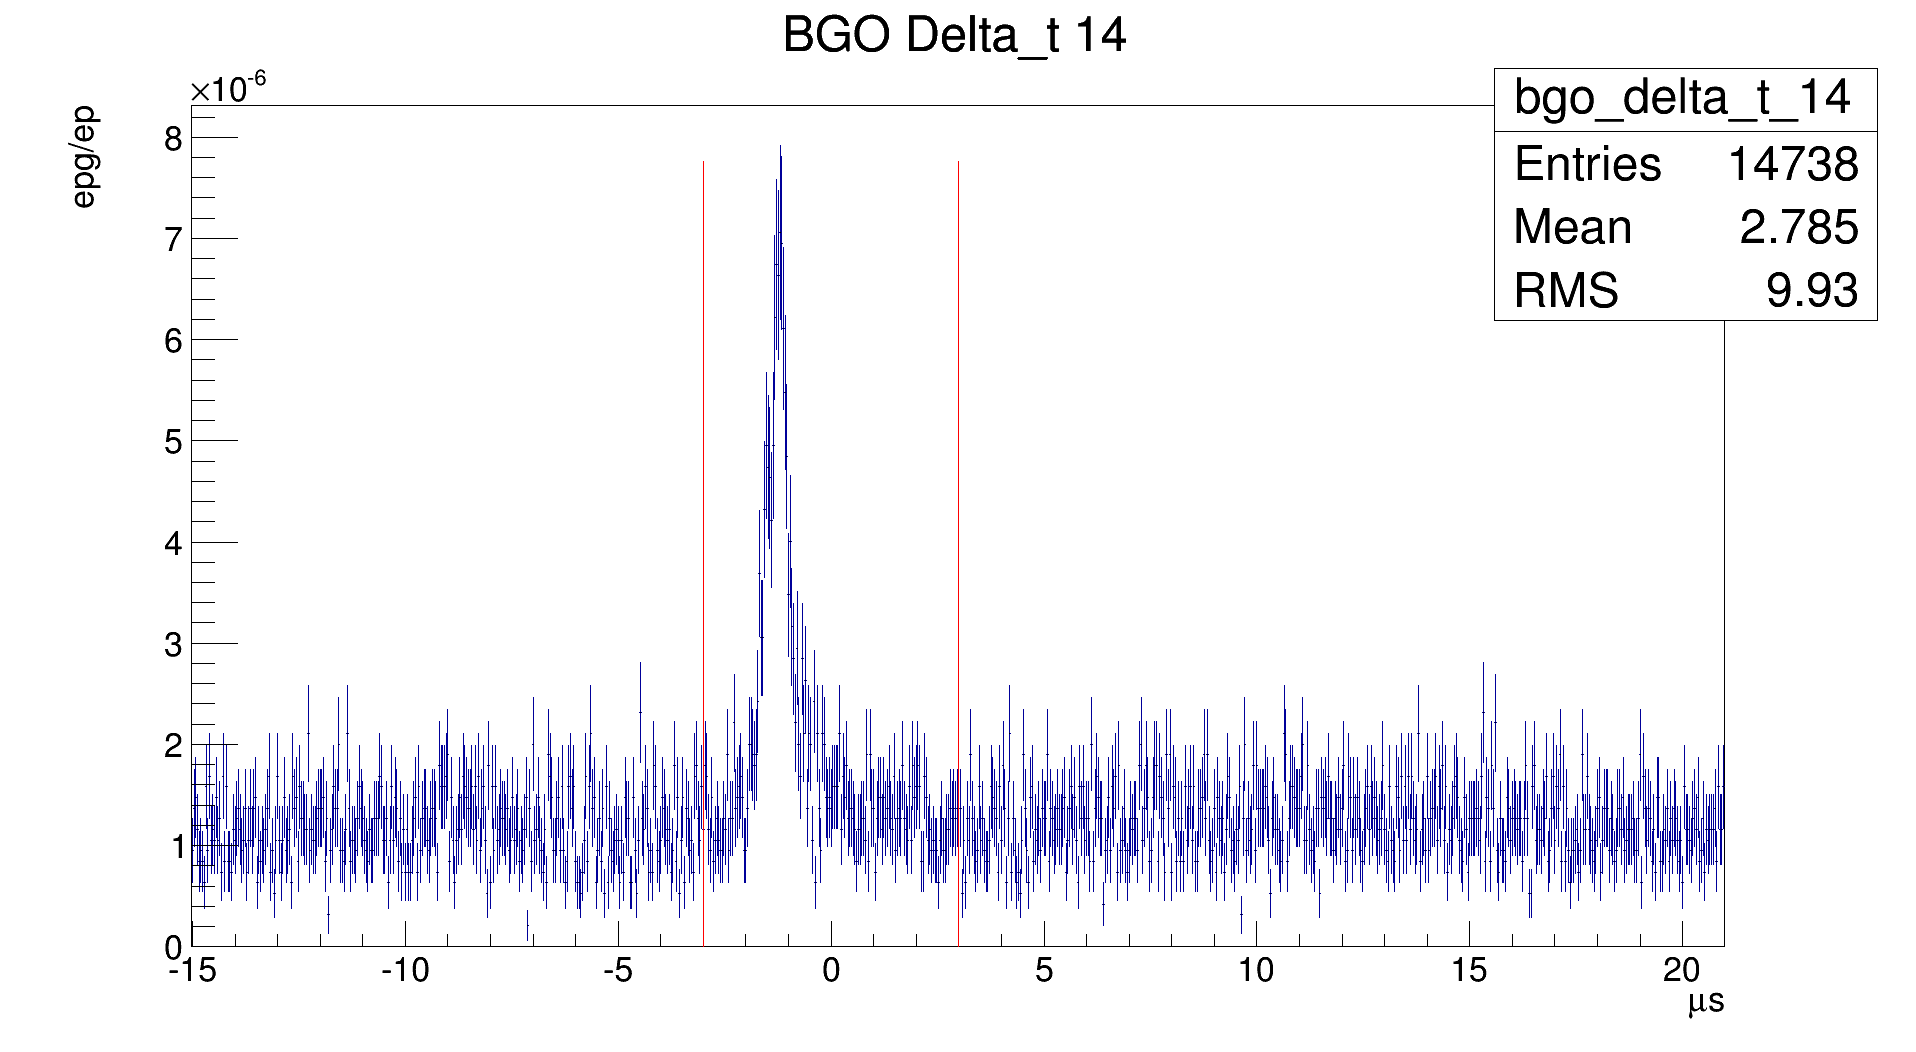 BGO Delta_t 14
×10-6
epg/ep
bgo_delta_t_14
Entries 14738
Mean 2.785
RMS 9.93
8
7
6
5
4
3
2
1
0
-15 -10 -5 0 5 10 15 20
μs